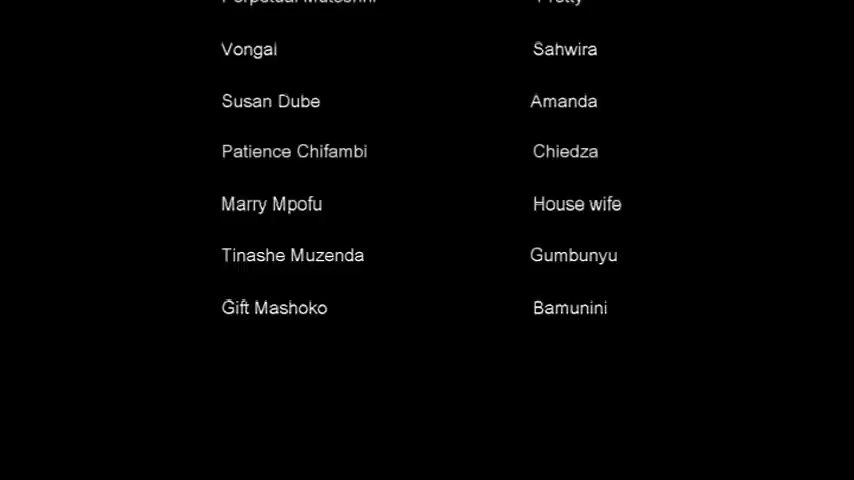 Vongai Sahwira
Susan Dube Amanda
Patience Chifambi Chiedza
Marry Mpofu House wife
Tinashe Muzenda Gumbunyu
Gift Mashoko Bamunini